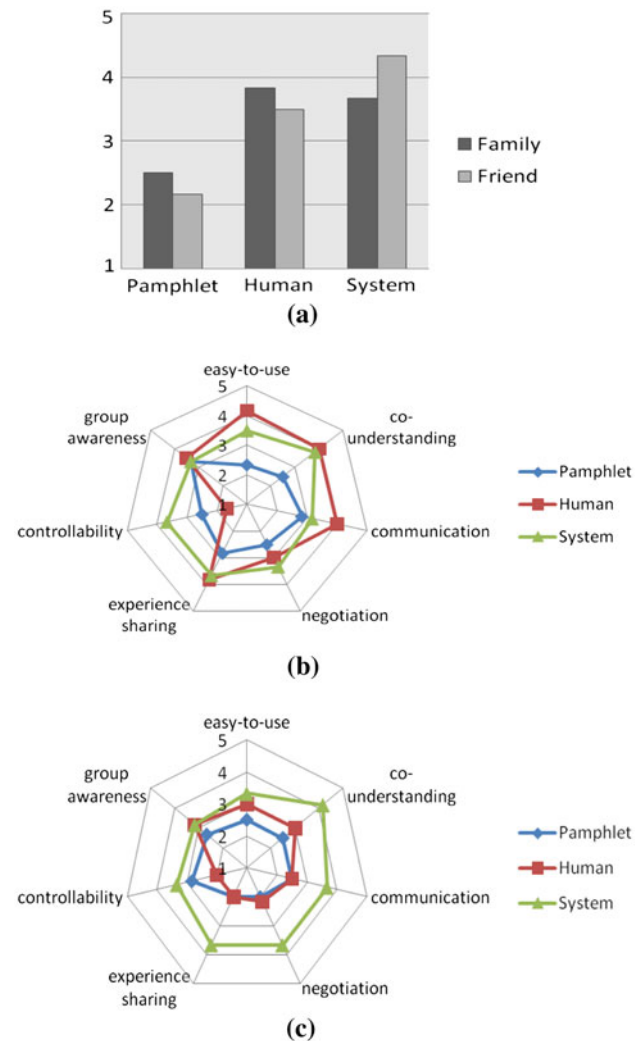 5
4
3
2
1
Pamphlet Human System
Family
Friend
(a)
easy-to-use
5
4
3
2
1
group
awareness
co-
understanding
controllability
communication
experience
sharing
negotiation
Pamphlet
Human
System
(b)
easy-to-use
5
4
3
2
1
group
awareness
co-
understanding
controllability
communication
experience
sharing
negotiation
Pamphlet
Human
System
(c)